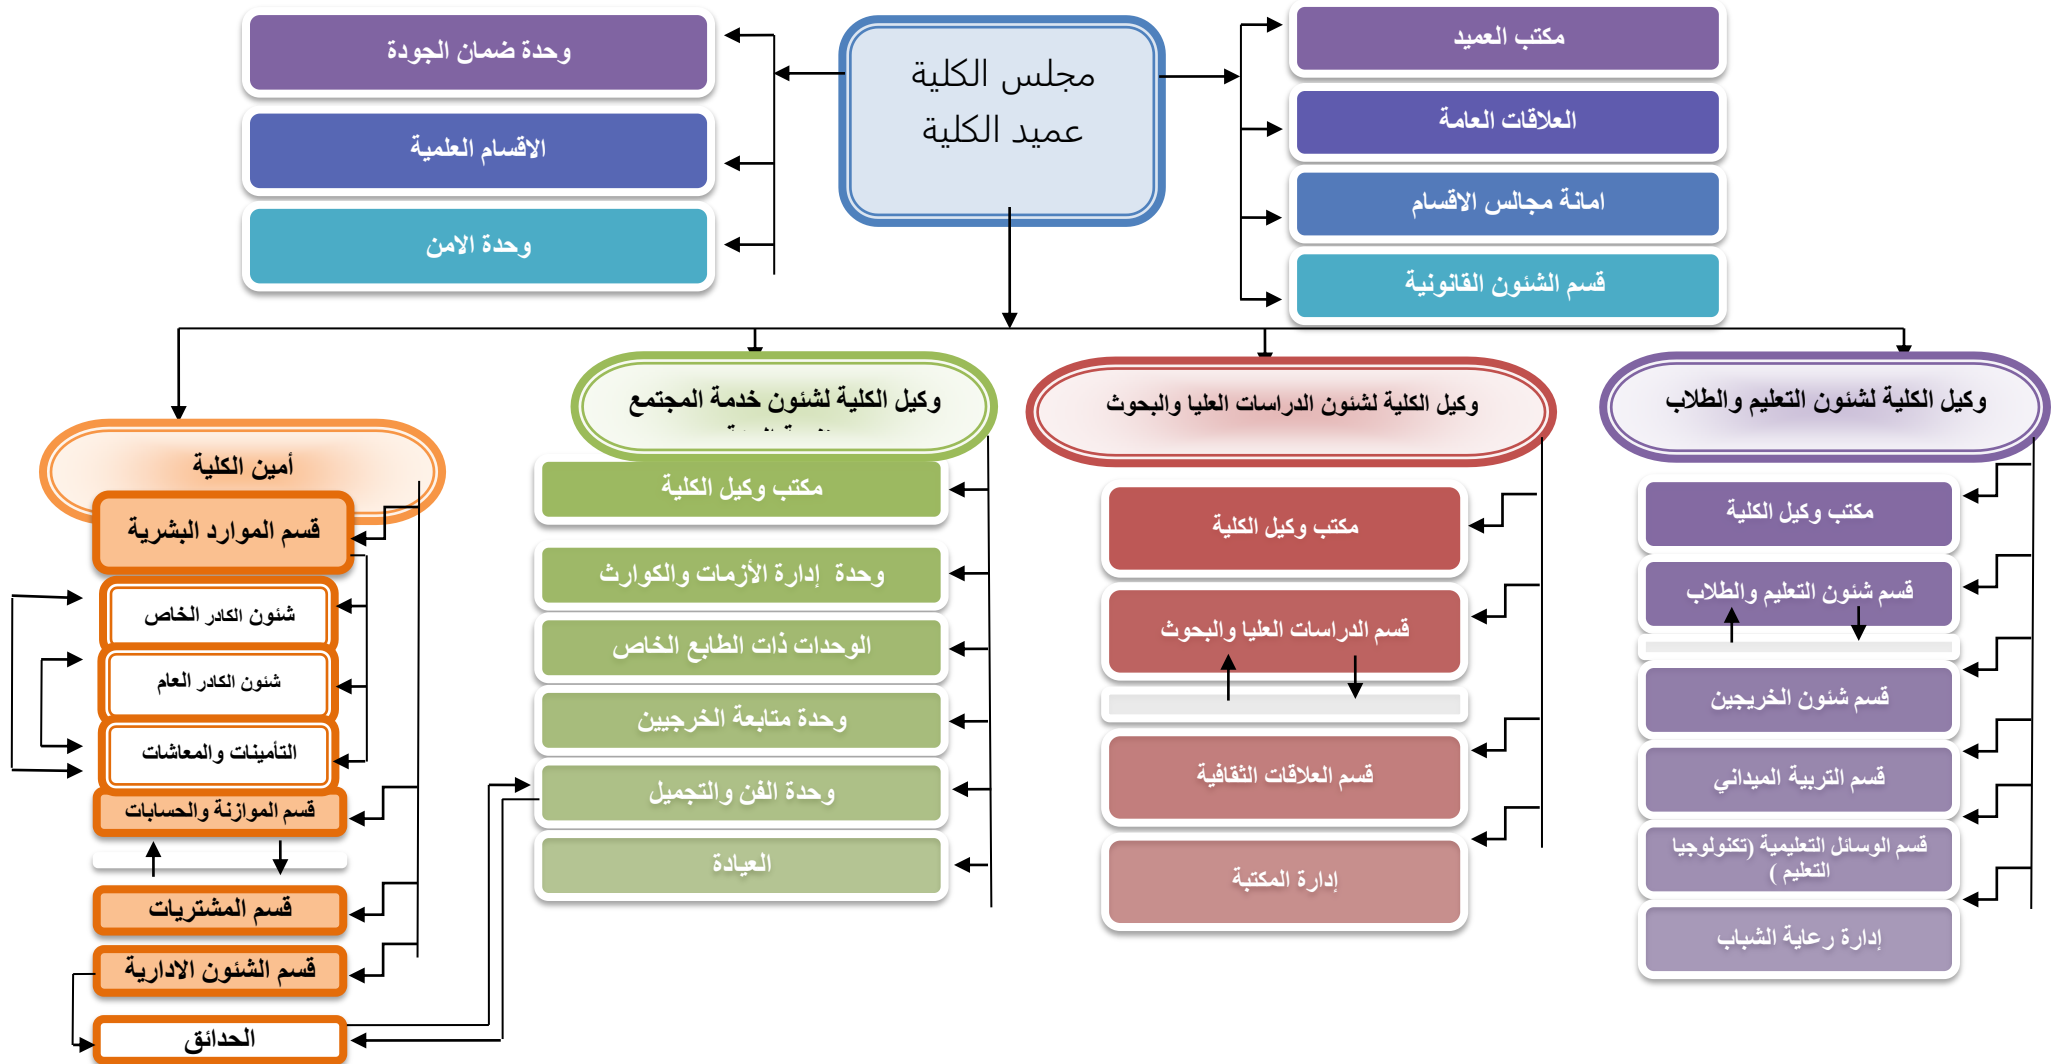 مجلس الكلية
عميد الكلية
مكتب العميد
العلاقات العامة
امانة مجالس الاقسام
قسم الشئون القانونية
وحدة ضمان الجودة
الاقسام العلمية
وحدة الامن
وكيل الكلية لشئون التعليم والطلاب
مكتب وكيل الكلية
قسم شئون التعليم والطلاب
قسم شئون الخريجين
قسم التربية الميداني
قسم الوسائل التعليمية (تكنولوجيا
التعليم )
إدارة رعاية الشباب
وكيل الكلية لشئون الدراسات العليا والبحوث
مكتب وكيل الكلية
قسم الدراسات العليا والبحوث
قسم العلاقات الثقافية
إدارة المكتبة
وكيل الكلية لشئون خدمة المجتمع
مكتب وكيل الكلية
وحدة إدارة الأزمات والكوارث
الوحدات ذات الطابع الخاص
وحدة متابعة الخرجيين
وحدة الفن والتجميل
العيادة
أمين الكلية
قسم الموارد البشرية
شئون الكادر الخاص
شئون الكادر العام
التأمينات والمعاشات
قسم الموازنة والحسابات
قسم المشتريات
قسم الشئون الادارية
الحدائق